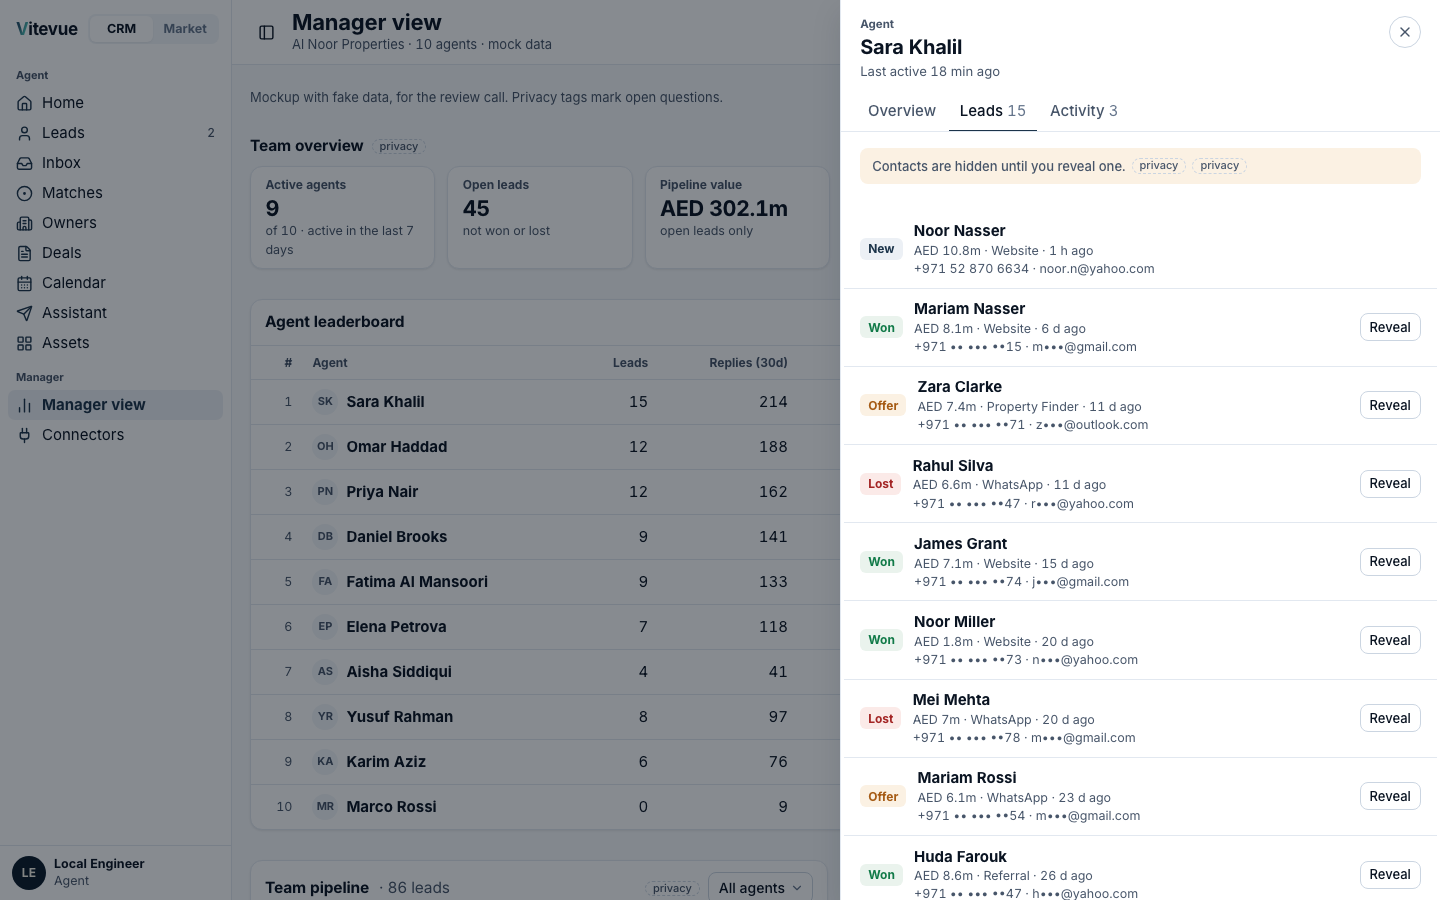 Vitevue
CRM
Market
Agent
Home
Leads 2
Inbox
Matches
Owners
Deals
Calendar
Assistant
Assets
Manager
Manager view
Connectors
LE
Local Engineer
Agent
Manager view
Al Noor Properties · 10 agents · mock data
Mockup with fake data, for the review call. Privacy tags mark open questions.
Team overview privacy
Active agents
9
of 10 · active in the last 7
days
Open leads
45
not won or lost
Pipeline value
AED 302.1m
open leads only
Agent leaderboard
# Agent Leads Replies (30d)
1 SK Sara Khalil 15 214
2 OH Omar Haddad 12 188
3 PN Priya Nair 12 162
4 DB Daniel Brooks 9 141
5 FA Fatima Al Mansoori 9 133
6 EP Elena Petrova 7 118
7 AS Aisha Siddiqui 4 41
8 YR Yusuf Rahman 8 97
9 KA Karim Aziz 6 76
10 MR Marco Rossi 0 9
Team pipeline · 86 leads privacy All agents
Agent
Sara Khalil
Last active 18 min ago
Overview Leads 15 Activity 3
Contacts are hidden until you reveal one. privacy privacy
New
Noor Nasser
AED 10.8m · Website · 1 h ago
+971 52 870 6634 · noor.n@yahoo.com
Won
Mariam Nasser
AED 8.1m · Website · 6 d ago
+971 •• ••• ••15 · m•••@gmail.com
Reveal
Offer
Zara Clarke
AED 7.4m · Property Finder · 11 d ago
+971 •• ••• ••71 · z•••@outlook.com
Reveal
Lost
Rahul Silva
AED 6.6m · WhatsApp · 11 d ago
+971 •• ••• ••47 · r•••@yahoo.com
Reveal
Won
James Grant
AED 7.1m · Website · 15 d ago
+971 •• ••• ••74 · j•••@gmail.com
Reveal
Won
Noor Miller
AED 1.8m · Website · 20 d ago
+971 •• ••• ••73 · n•••@yahoo.com
Reveal
Lost
Mei Mehta
AED 7m · WhatsApp · 20 d ago
+971 •• ••• ••78 · m•••@gmail.com
Reveal
Offer
Mariam Rossi
AED 6.1m · WhatsApp · 23 d ago
+971 •• ••• ••54 · m•••@gmail.com
Reveal
Won
Huda Farouk
AED 8.6m · Referral · 26 d ago
+971 •• ••• ••47 · h•••@yahoo.com
Reveal